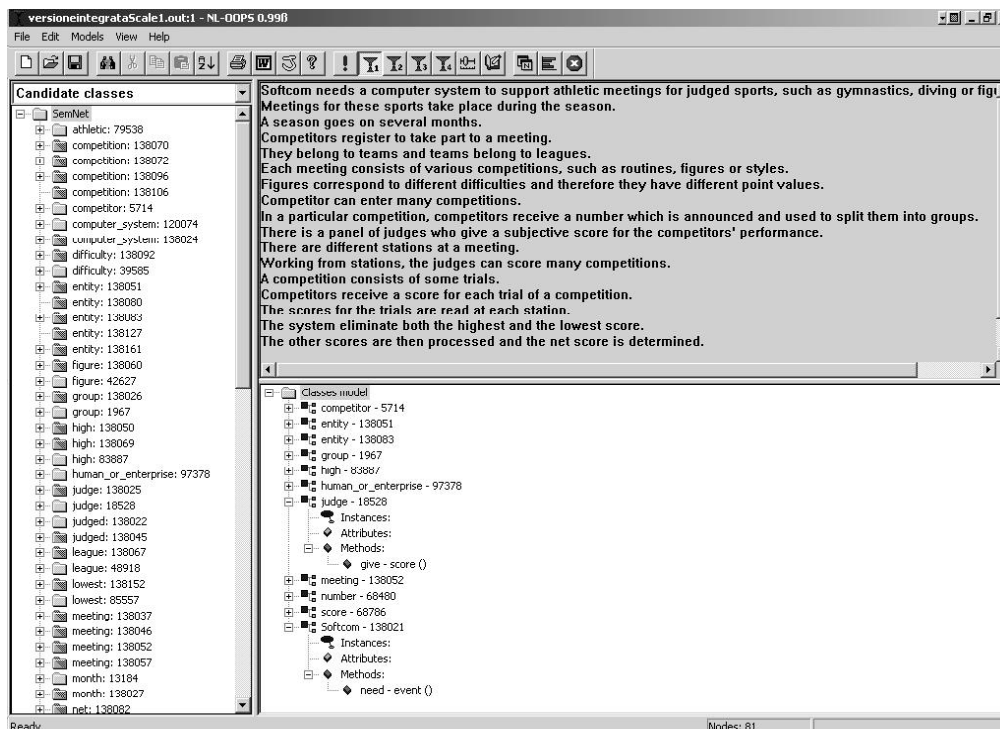 versioneintegrataScale1.out:1 - NL-OOPS 0.99ß
File Edit Models View Help
Candidate classes
SemNet
athletic: 79538
competition: 138070
competition: 138072
competition: 138096
competition: 138106
competitor: 5714
computer_system: 120074
computer_system: 138024
difficulty: 138092
difficulty: 39585
entity: 138051
entity: 138080
entity: 138083
entity: 138127
entity: 138161
figure: 138060
figure: 42627
group: 138026
group: 1967
high: 138050
high: 138069
high: 83887
human_or_enterprise: 97378
judge: 138025
judge: 18528
judged: 138022
judged: 138045
league: 138067
league: 48918
lowest: 138152
lowest: 85557
meeting: 138037
meeting: 138046
meeting: 138052
meeting: 138057
month: 13184
month: 138027
net: 138082
Softcom needs a computer system to support athletic meetings for judged sports, such as gymnastics, diving or figu
Meetings for these sports take place during the season.
A season goes on several months.
Competitors register to take part to a meeting.
They belong to teams and teams belong to leagues.
Each meeting consists of various competitions, such as routines, figures or styles.
Figures correspond to different difficulties and therefore they have different point values.
Competitor can enter many competitions.
In a particular competition, competitors receive a number which is announced and used to split them into groups.
There is a panel of judges who give a subjective score for the competitors' performance.
There are different stations at a meeting.
Working from stations, the judges can score many competitions.
A competition consists of some trials.
Competitors receive a score for each trial of a competition.
The scores for the trials are read at each station.
The system eliminate both the highest and the lowest score.
The other scores are then processed and the net score is determined.
Classes model
competitor - 5714
entity - 138051
entity - 138083
group - 1967
high - 83887
human_or_enterprise - 97378
judge - 18528
Instances:
Attributes:
Methods:
give - score ()
meeting - 138052
number - 68480
score - 68786
Softcom - 138021
Instances:
Attributes:
Methods:
need - event ()
Ready
Nodes: 81